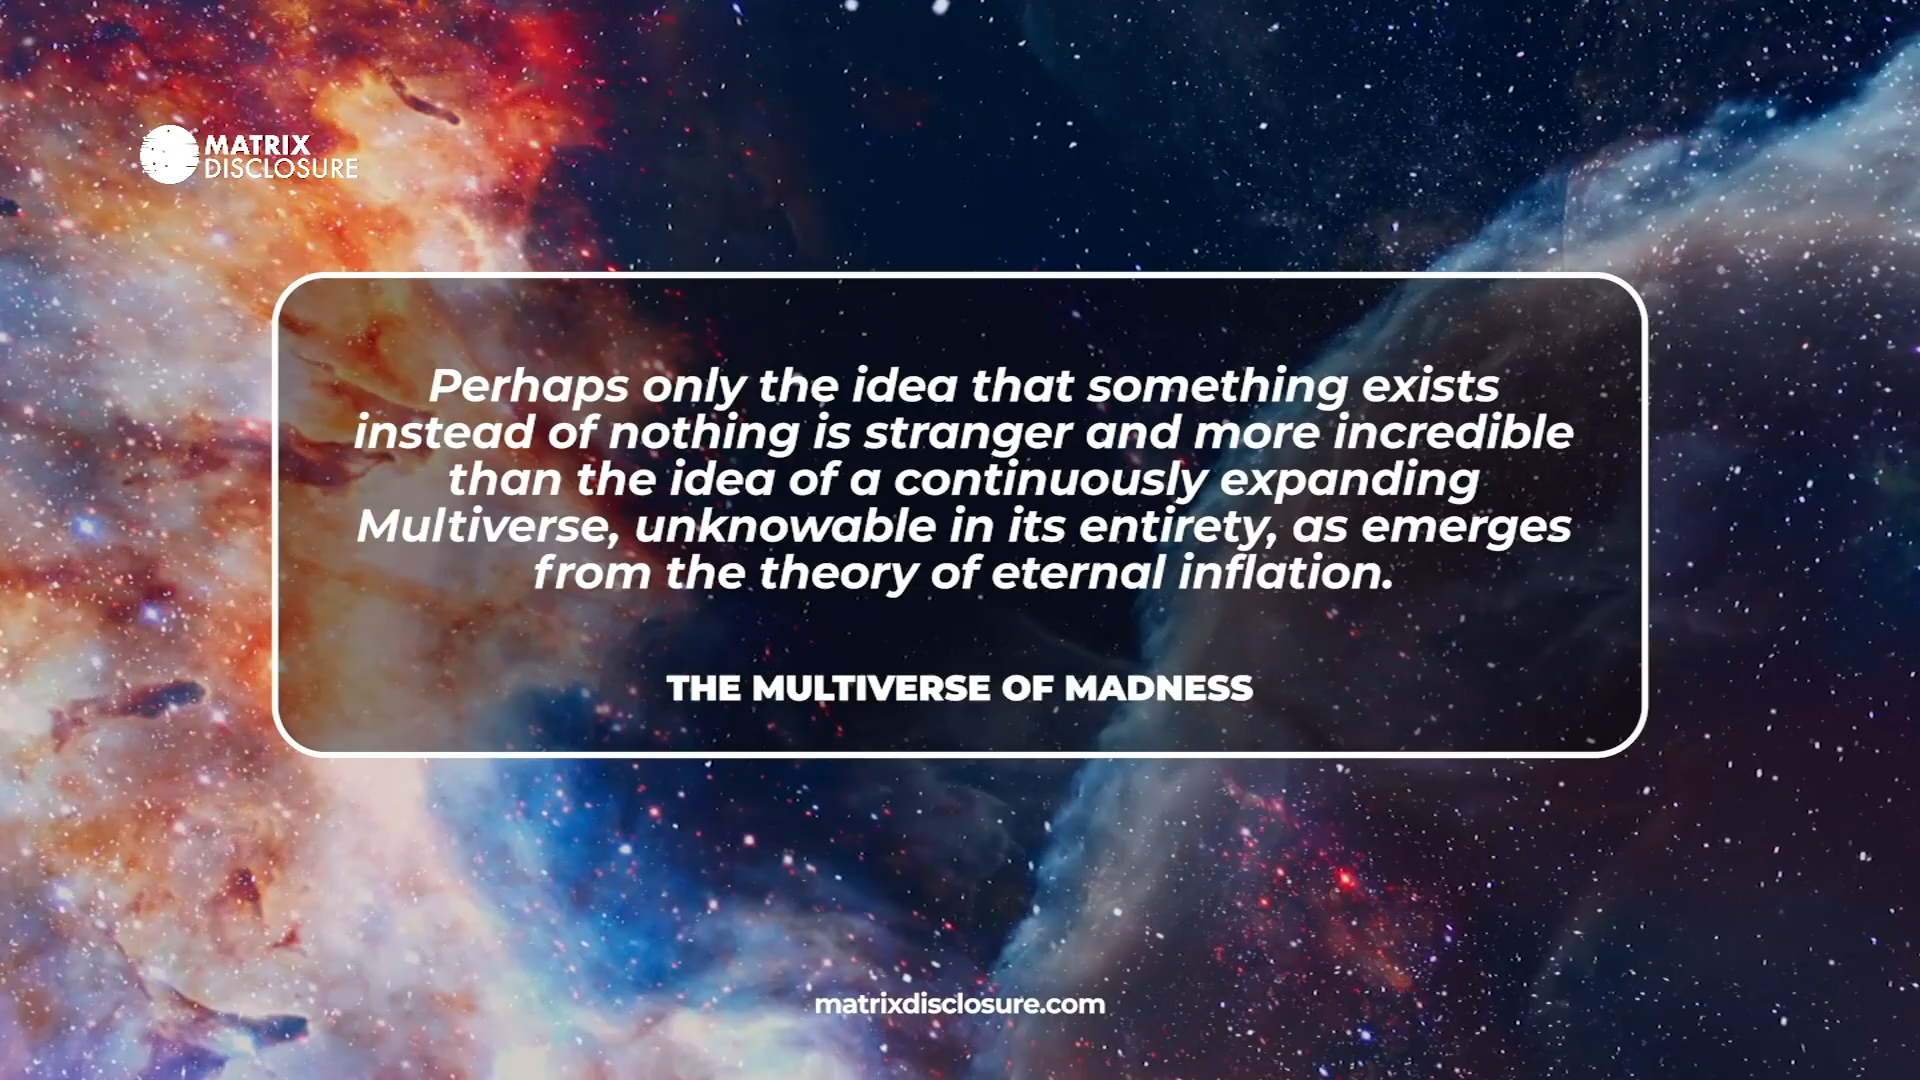 MATRIX
DISCLOSURE
Perhaps only the idea that something exists
instead of nothing is stranger and more incredible
than the idea of a continuously expanding
Multiverse, unknowable in its entirety, as emerges
from the theory of eternal inflation.
THE MULTIVERSE OF MADNESS
matrixdisclosure.com